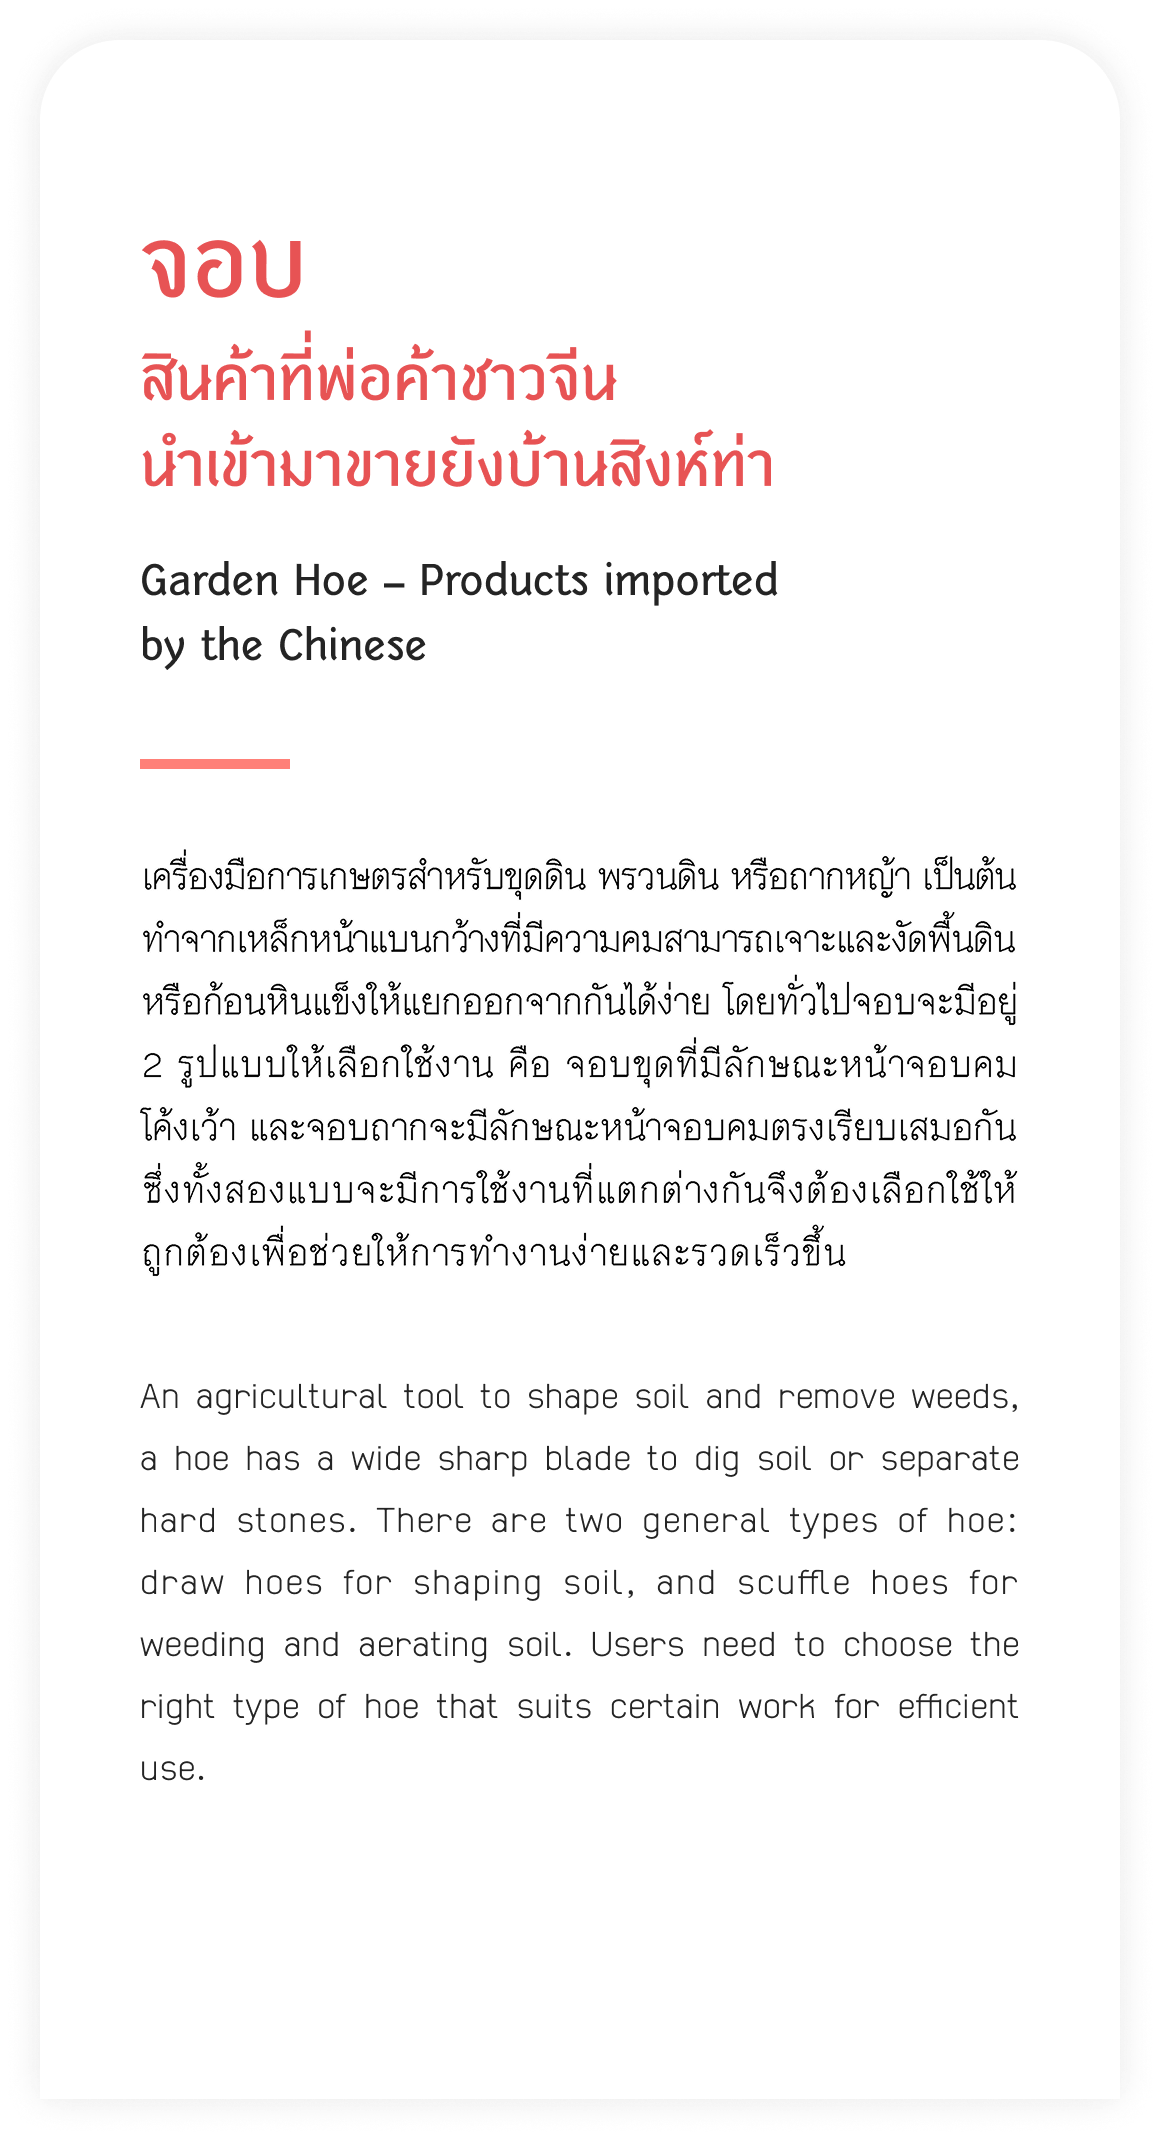 จอบ
สินค้าที่พ่อค้าชาวจีน
นำเข้ามาขายยังบ้านสิงห์ท่า
Garden Hoe – Products imported
by the Chinese
เครื่องมือการเกษตรสำหรับขุดดิน พรวนดิน หรือถากหญ้า เป็นต้น
ทำจากเหล็กหน้าแบนกว้างที่มีความคมสามารถเจาะและงัดพื้นดิน
หรือก้อนหินแข็งให้แยกออกจากกันได้ง่าย โดยทั่วไปจอบจะมีอยู่
2 รูปแบบให้เลือกใช้งาน คือ จอบขุดที่มีลักษณะหน้าจอบคม
โค้งเว้า และจอบถากจะมีลักษณะหน้าจอบคมตรงเรียบเสมอกัน
ซึ่งทั้งสองแบบจะมีการใช้งานที่แตกต่างกันจึงต้องเลือกใช้ให้
ถูกต้องเพื่อช่วยให้การทำงานง่ายและรวดเร็วขึ้น
An agricultural tool to shape soil and remove weeds,
a hoe has a wide sharp blade to dig soil or separate
hard stones. There are two general types of hoe:
draw hoes for shaping soil, and scuffle hoes for
weeding and aerating soil. Users need to choose the
right type of hoe that suits certain work for efficient
use.